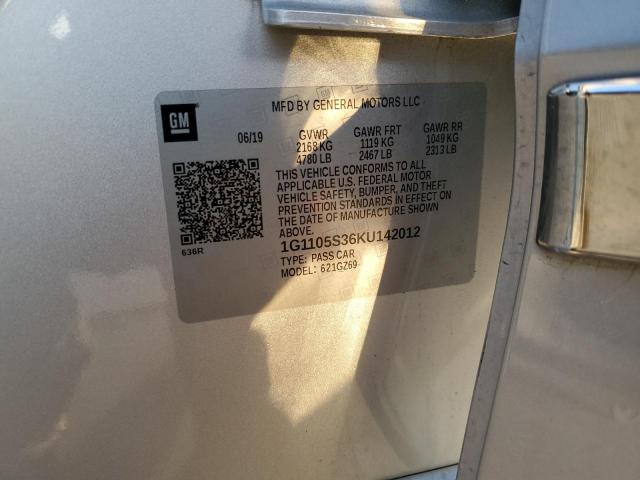 GM
MFD BY GENERAL MOTORS LLC
06/19 GVWR GAWR FRT GAWR RR
2168 KG 1119 KG 1049 KG
4780 LB 2467 LB 2313 LB
THIS VEHICLE CONFORMS TO ALL
APPLICABLE U.S. FEDERAL MOTOR
VEHICLE SAFETY, BUMPER, AND THEFT
PREVENTION STANDARDS IN EFFECT ON
THE DATE OF MANUFACTURE SHOWN
ABOVE.
1G1105S36KU142012
TYPE: PASS CAR
MODEL: 621GZ69
636R